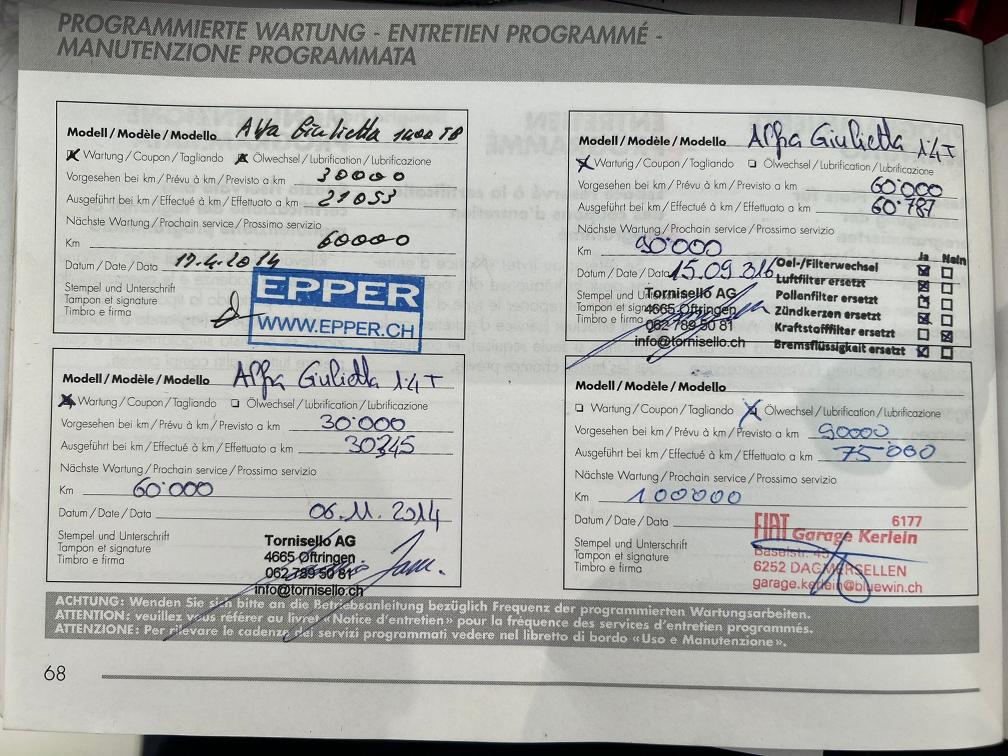 PROGRAMMIERTE WARTUNG - ENTRETIEN PROGRAMMÉ -
MANUTENZIONE PROGRAMMATA
Modell / Modèle / Modello Alfa Giulietta 1400 TB
Wartung / Coupon / Tagliando Ölwechsel / Lubrification / Lubrificazione
Vorgesehen bei km / Prévu à km / Previsto a km 30000
Ausgeführt bei km / Effectué à km / Effettuato a km 21053
Nächste Wartung / Prochain service / Prossimo servizio
Km 60000
Datum / Date / Data 17.4.2014
Stempel und Unterschrift
Tampon et signature
Timbro e firma
EPPER
WWW.EPPER.CH
Modell / Modèle / Modello Alfa Giulietta 1.4 T
Wartung / Coupon / Tagliando Ölwechsel / Lubrification / Lubrificazione
Vorgesehen bei km / Prévu à km / Previsto a km 30'000
Ausgeführt bei km / Effectué à km / Effettuato a km 30345
Nächste Wartung / Prochain service / Prossimo servizio
Km 60'000
Datum / Date / Data 06.11.2014
Stempel und Unterschrift
Tampon et signature
Timbro e firma
Tornisello AG
4665 Oftringen
062 789 50 81
info@tornisello.ch
Modell / Modèle / Modello Alfa Giulietta 1.4 T
Wartung / Coupon / Tagliando Ölwechsel / Lubrification / Lubrificazione
Vorgesehen bei km / Prévu à km / Previsto a km 60'000
Ausgeführt bei km / Effectué à km / Effettuato a km 60'787
Nächste Wartung / Prochain service / Prossimo servizio
Km 90'000
Datum / Date / Data 15.09
Stempel und Unterschrift
Tampon et signature
Timbro e firma
Tornisello AG
4665 Oftringen
062 789 50 81
info@tornisello.ch
Ja Nein
Oel-/Filterwechsel
Luftfilter ersetzt
Pollenfilter ersetzt
Zündkerzen ersetzt
Kraftstofffilter ersetzt
Bremsflüssigkeit ersetzt
Modell / Modèle / Modello
Wartung / Coupon / Tagliando Ölwechsel / Lubrification / Lubrificazione
Vorgesehen bei km / Prévu à km / Previsto a km 90000
Ausgeführt bei km / Effectué à km / Effettuato a km 75'000
Nächste Wartung / Prochain service / Prossimo servizio
Km 100000
Datum / Date / Data
Stempel und Unterschrift
Tampon et signature
Timbro e firma
FIAT 6177
Garage Kerlein
Baselstr.
6252 DAGMERSELLEN
garage.kerlein@bluewin.ch
ACHTUNG: Wenden Sie sich bitte an die Betriebsanleitung bezüglich Frequenz der programmierten Wartungsarbeiten.
ATTENTION: veuillez vous référer au livret «Notice d'entretien» pour la fréquence des services d'entretien programmés.
ATTENZIONE: Per rilevare le cadenze dei servizi programmati vedere nel libretto di bordo «Uso e Manutenzione».
68